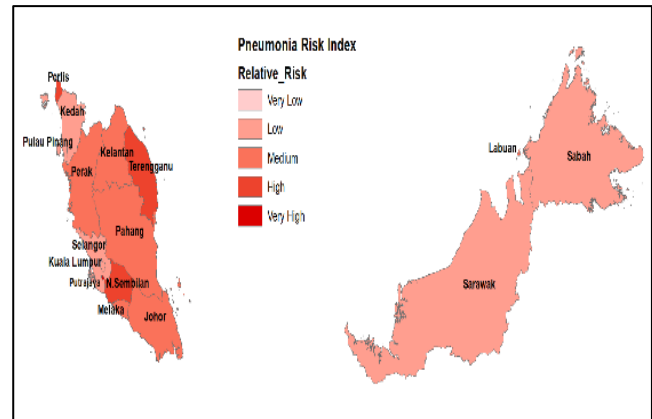 Pneumonia Risk Index
Relative_Risk
Very Low
Low
Medium
High
Very High
Perlis
Kedah
Pulau Pinang
Perak
Kelantan
Terengganu
Pahang
Selangor
Kuala Lumpur
Putrajaya
N.Sembilan
Melaka
Johor
Labuan
Sabah
Sarawak